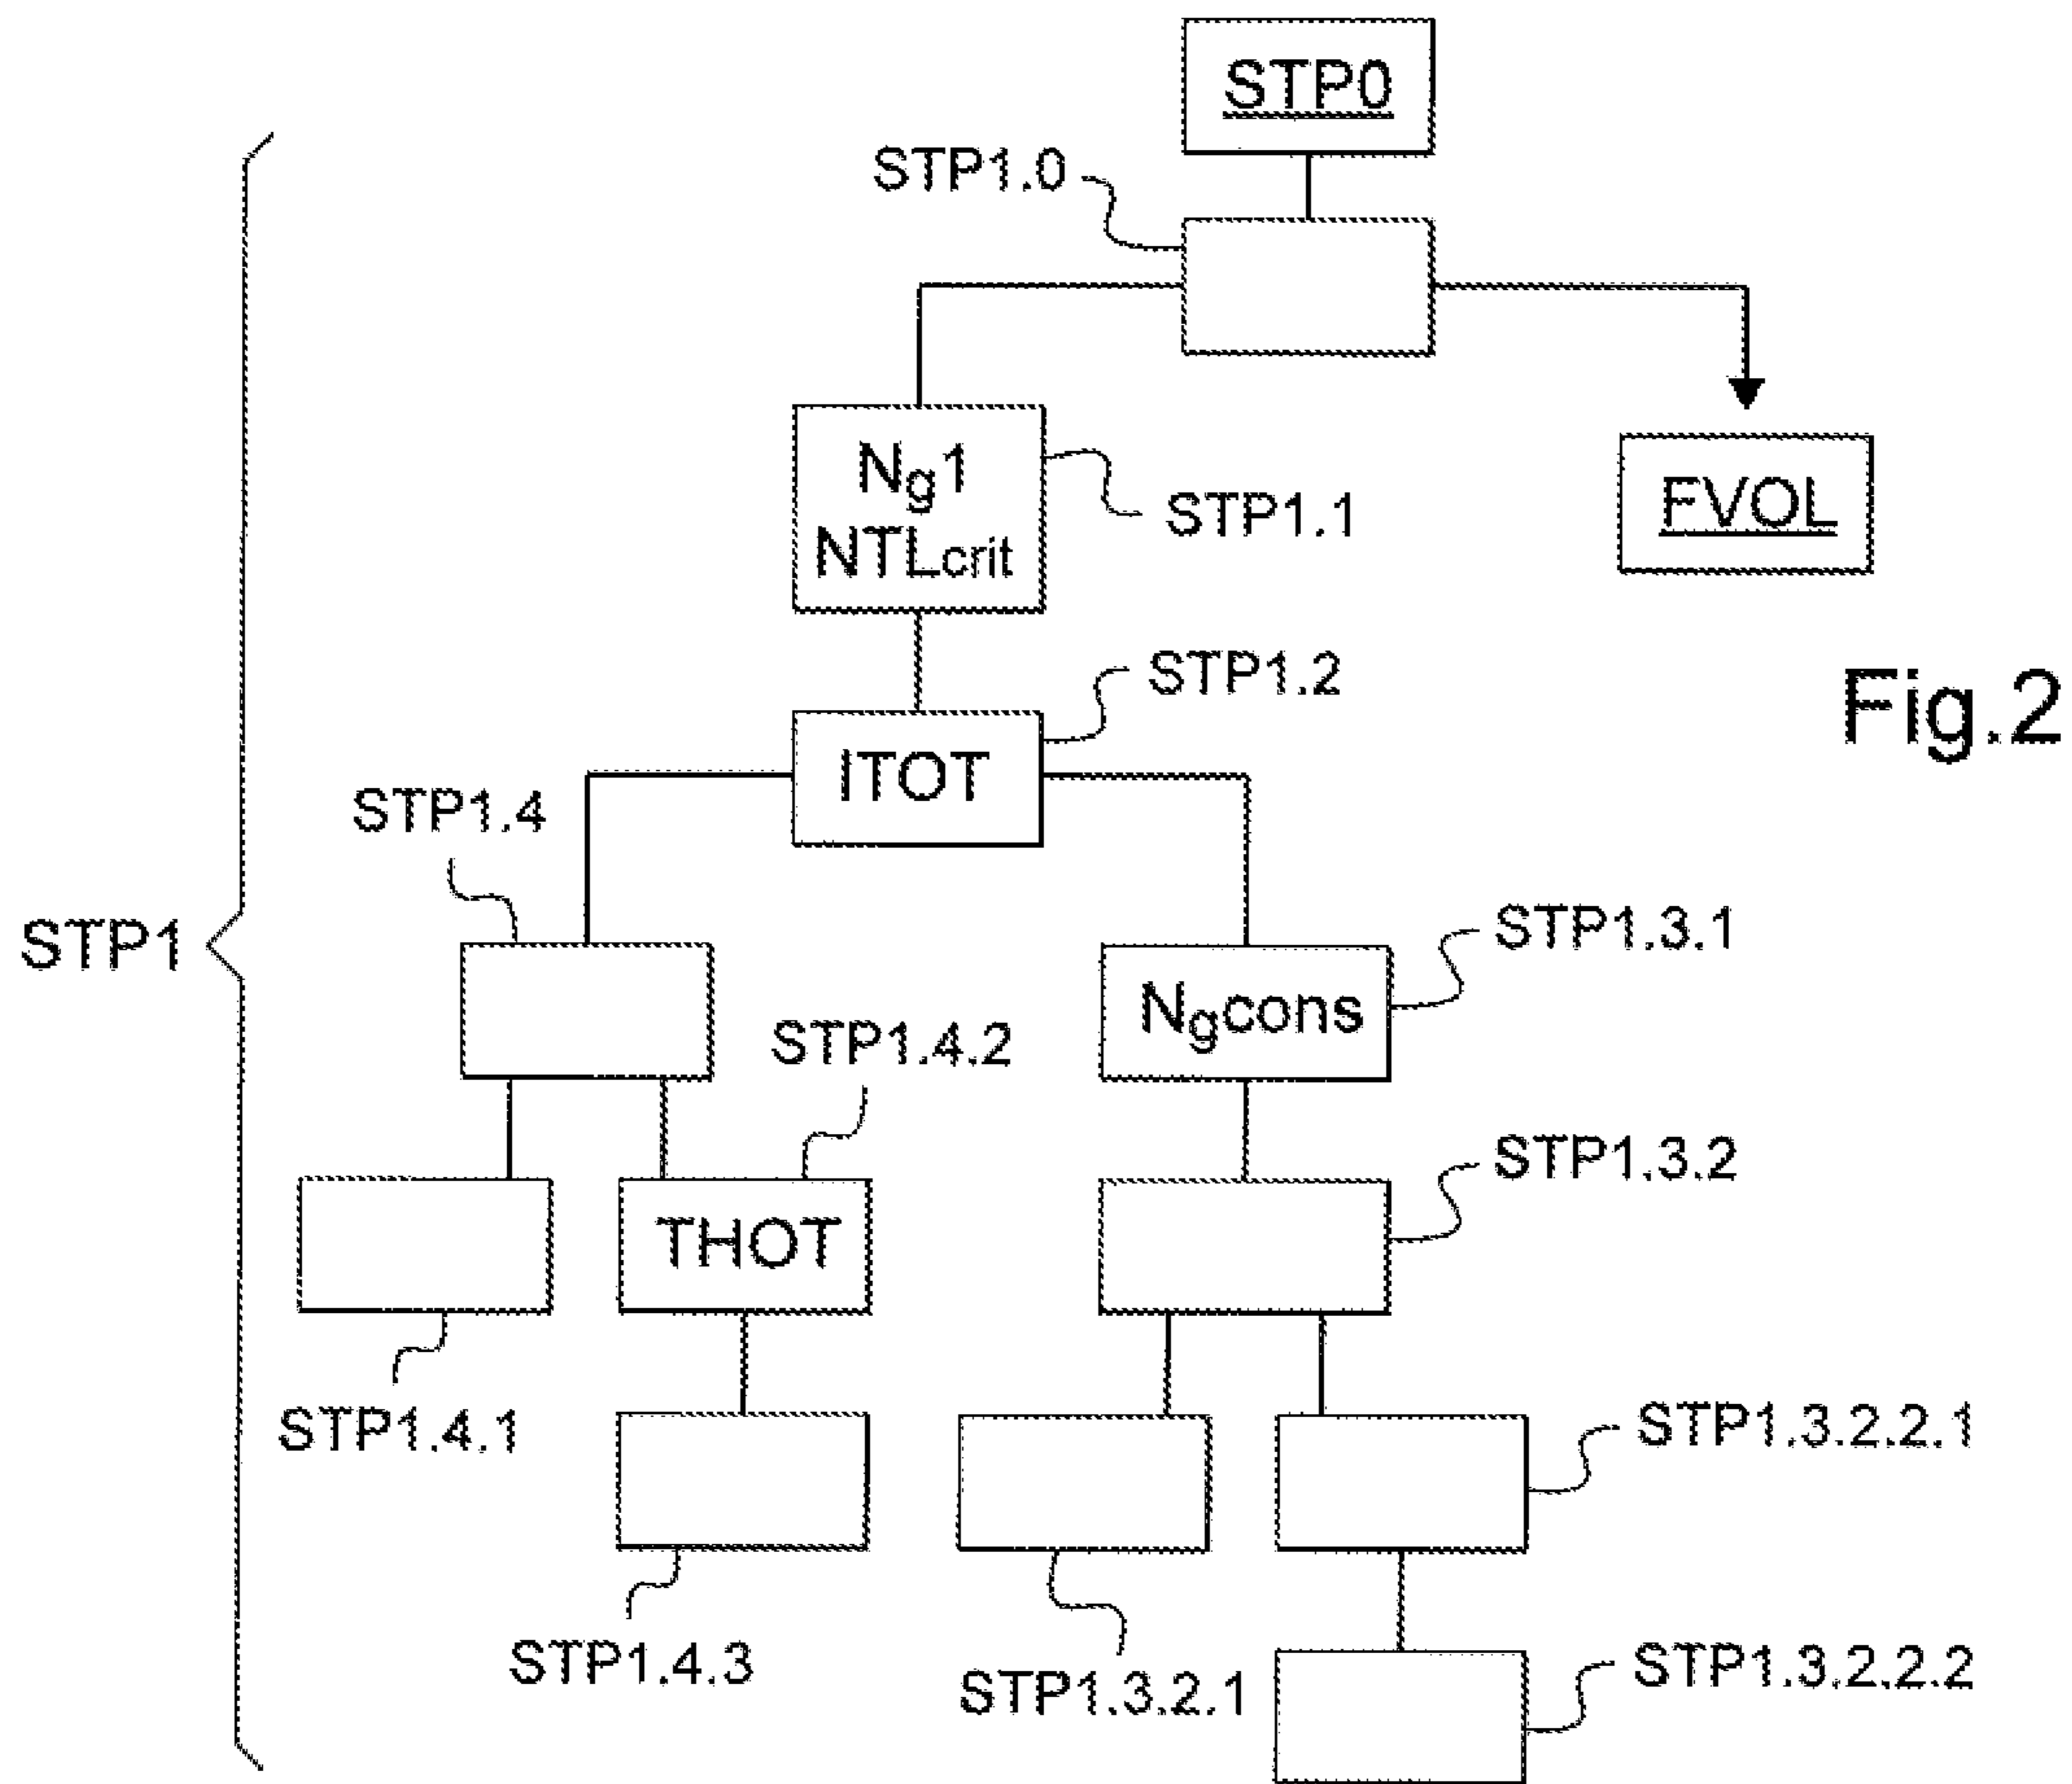 STP0
STP1.0
Ng1
NTLcrit
STP1.1
FVOL
STP1.2
Fig.2
ITOT
STP1.4
STP1
STP1.3.1
Ngcons
STP1.4.2
STP1.3.2
THOT
STP1.4.1
STP1.3.2.2.1
STP1.4.3
STP1.3.2.1
STP1.3.2.2.2